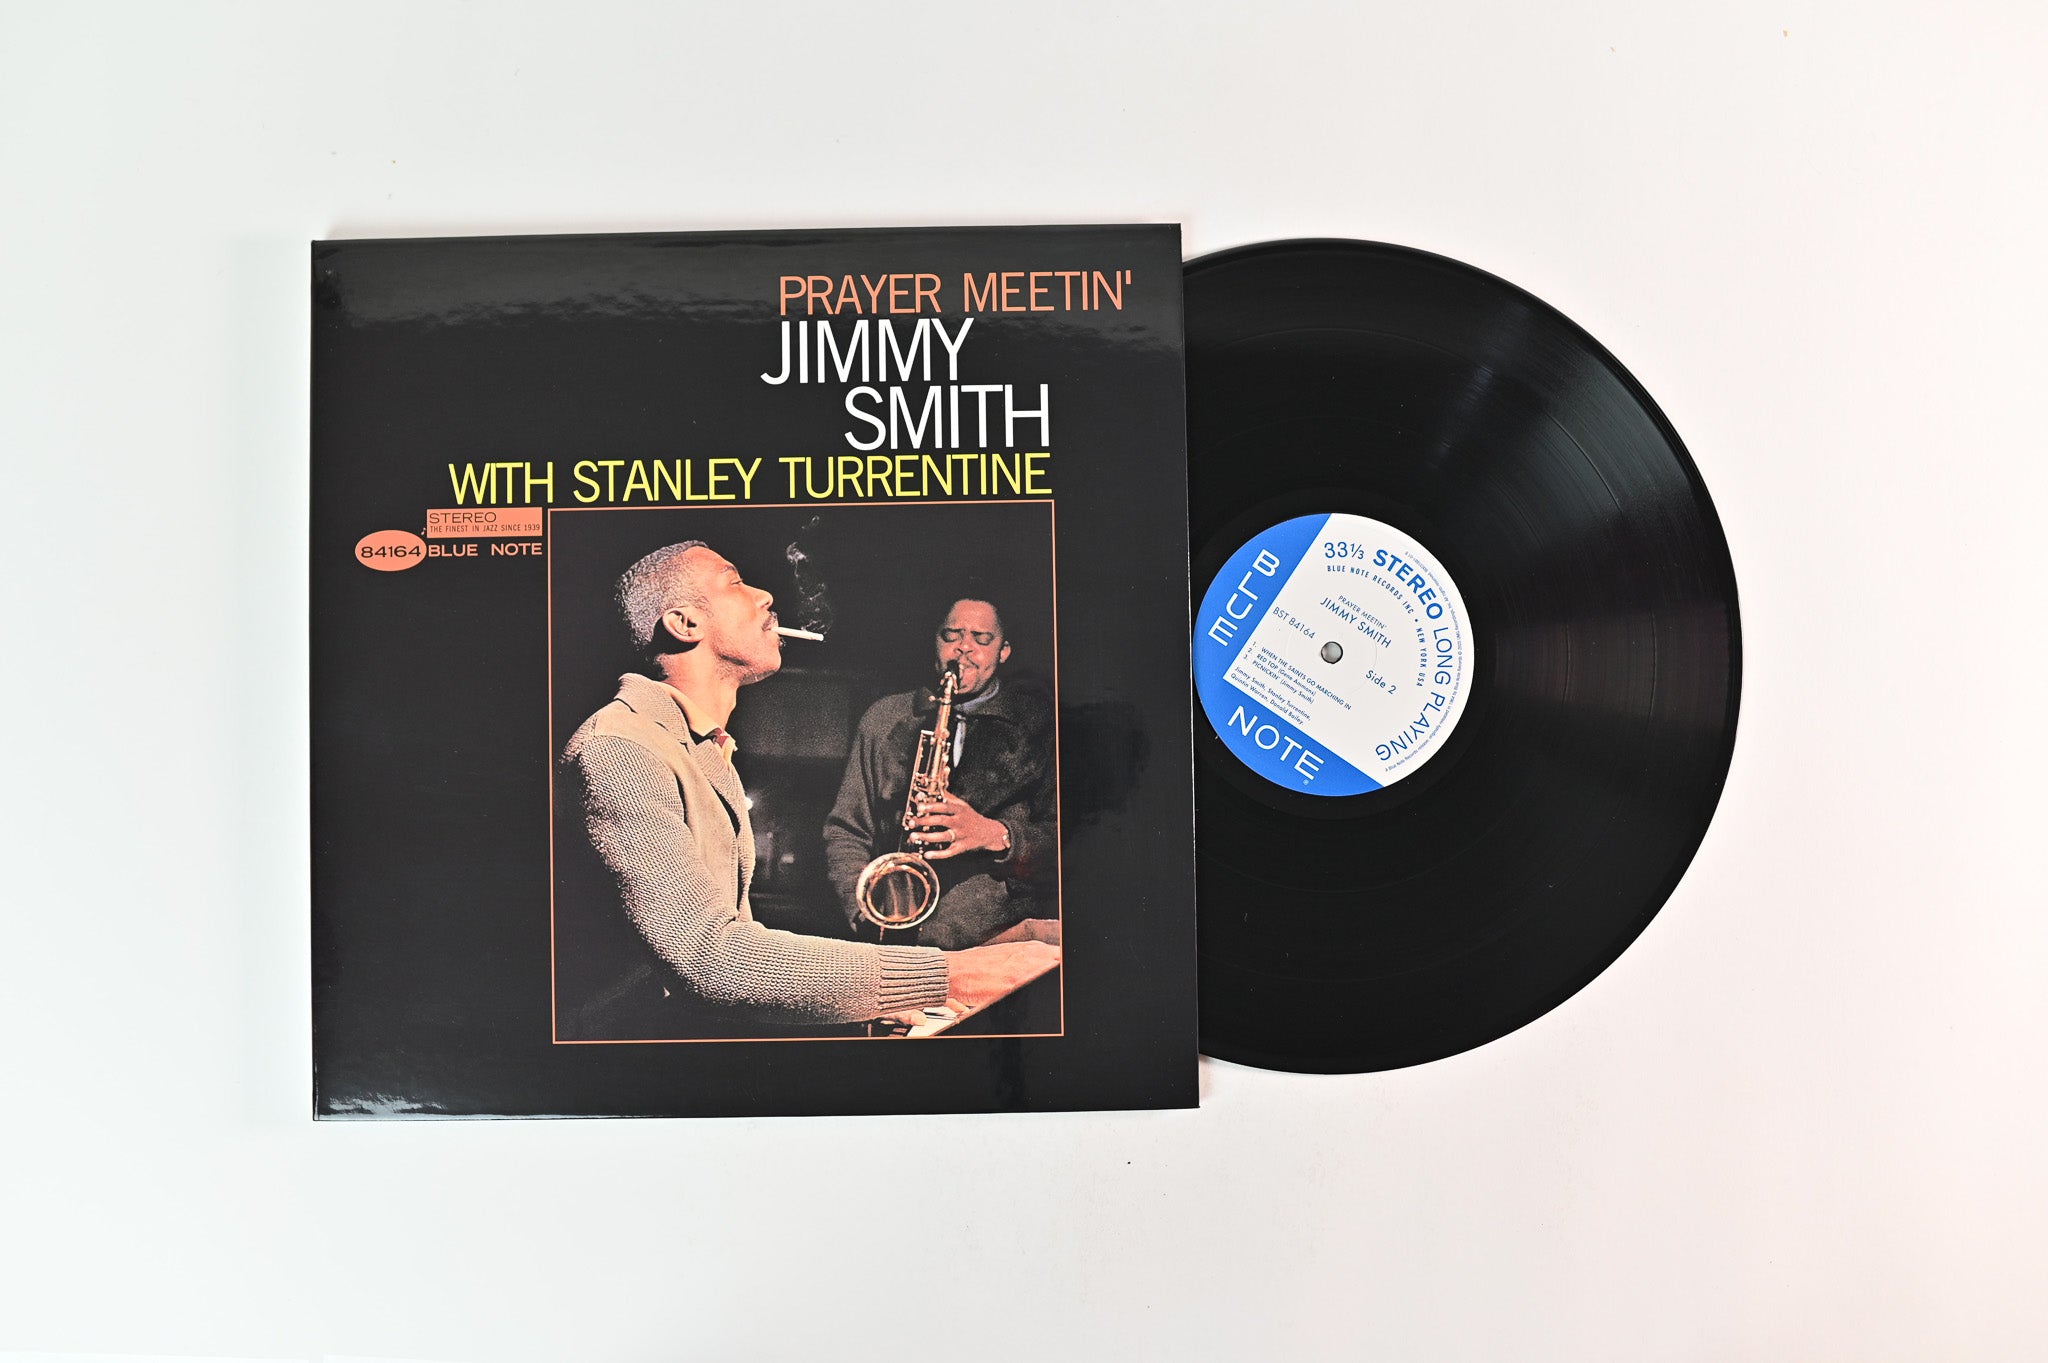 PRAYER MEETIN'
JIMMY
SMITH
WITH STANLEY TURRENTINE
STEREO
THE FINEST IN JAZZ SINCE 1939
84164 BLUE NOTE
BLUE
NOTE
33⅓ STEREO LONG PLAYING
BLUE NOTE RECORDS INC • NEW YORK USA
PRAYER MEETIN'
JIMMY SMITH
BST 84164
Side 2
1. WHEN THE SAINTS GO MARCHING IN
2. RED TOP (Gene Ammons)
3. PICNICKIN' (Jimmy Smith)
Jimmy Smith, Stanley Turrentine,
Quentin Warren, Donald Bailey.